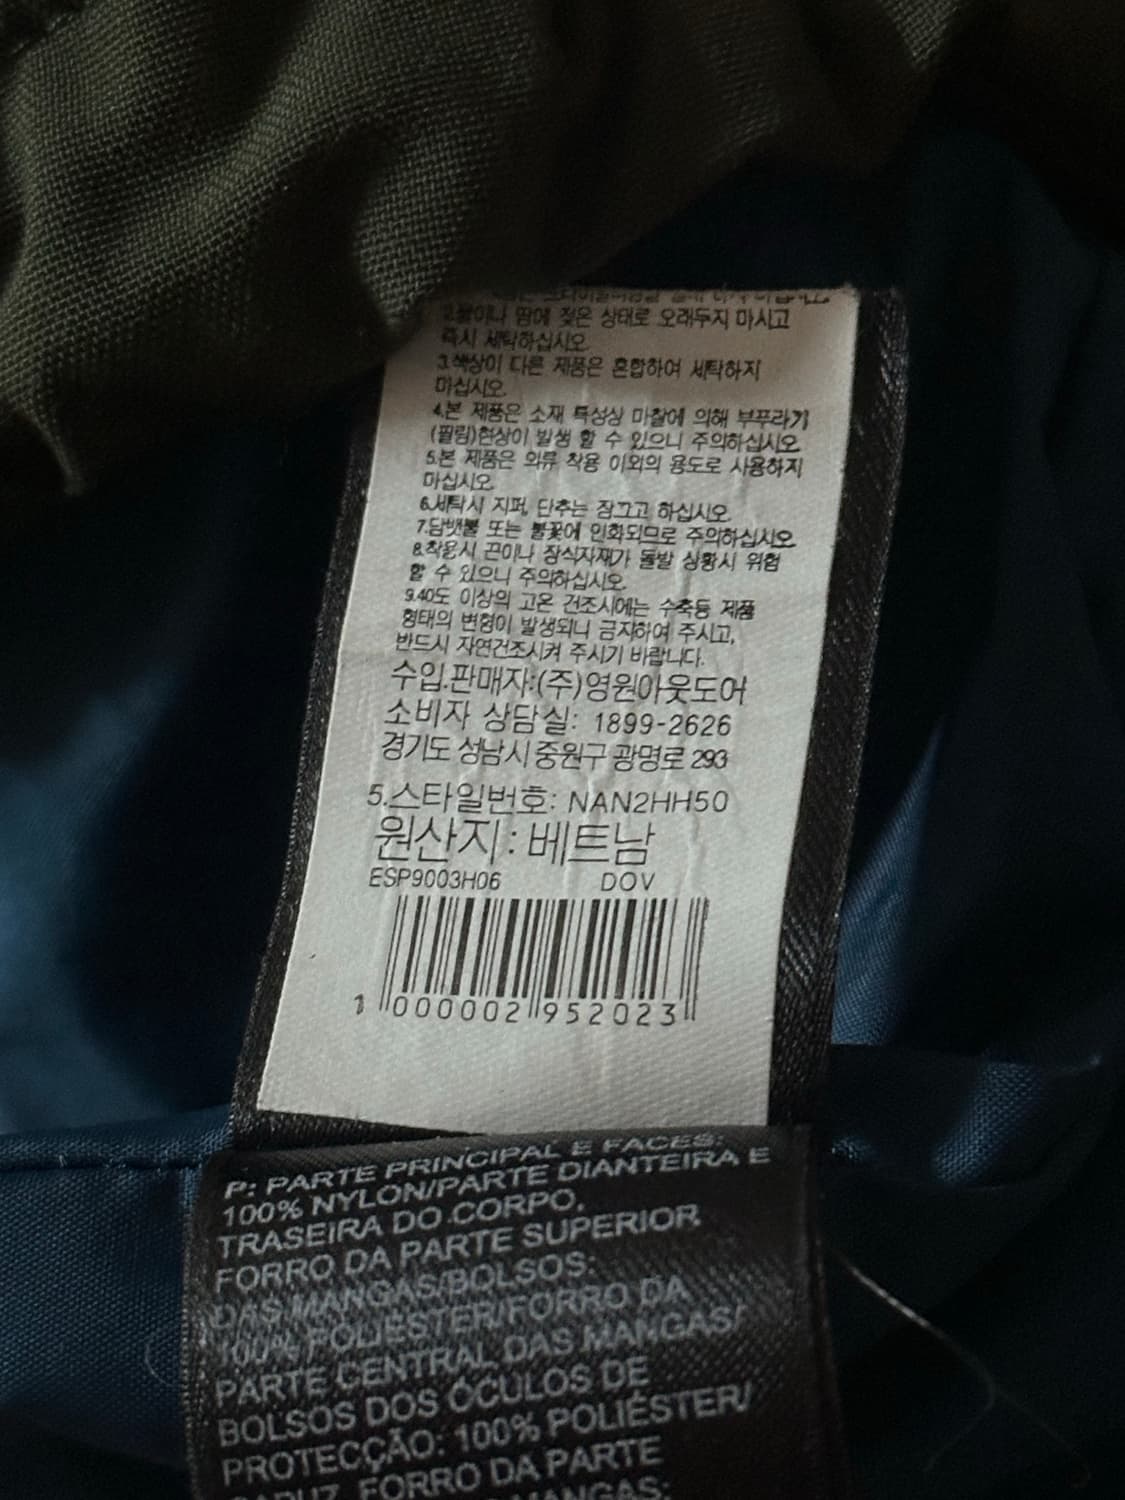 2.물이나 땀에 젖은 상태로 오래두지 마시고
즉시 세탁하십시오.
3.색상이 다른 제품은 혼합하여 세탁하지
마십시오.
4.본 제품은 소재 특성상 마찰에 의해 부푸라기
(필링)현상이 발생 할 수 있으니 주의하십시오.
5.본 제품은 의류 착용 이외의 용도로 사용하지
마십시오.
6.세탁시 지퍼, 단추는 잠그고 하십시오.
7.담뱃불 또는 불꽃에 인화되므로 주의하십시오.
8.착용시 끈이나 장식자재가 돌발 상황시 위험
할 수 있으니 주의하십시오.
9.40도 이상의 고온 건조시에는 수축등 제품
형태의 변형이 발생되니 금지하여 주시고,
반드시 자연건조시켜 주시기 바랍니다.
수입.판매자:(주)영원아웃도어
소비자 상담실: 1899-2626
경기도 성남시 중원구 광명로 293
5.스타일번호: NAN2HH50
원산지: 베트남
ESP9003H06 DOV
1 000002 952023
P: PARTE PRINCIPAL E FACES:
100% NYLON/PARTE DIANTEIRA E
TRASEIRA DO CORPO,
FORRO DA PARTE SUPERIOR
DAS MANGAS/BOLSOS:
100% POLIÉSTER/FORRO DA
PARTE CENTRAL DAS MANGAS/
BOLSOS DOS ÓCULOS DE
PROTECÇÃO: 100% POLIÉSTER/
CAPUZ, FORRO DA PARTE
MANGAS: